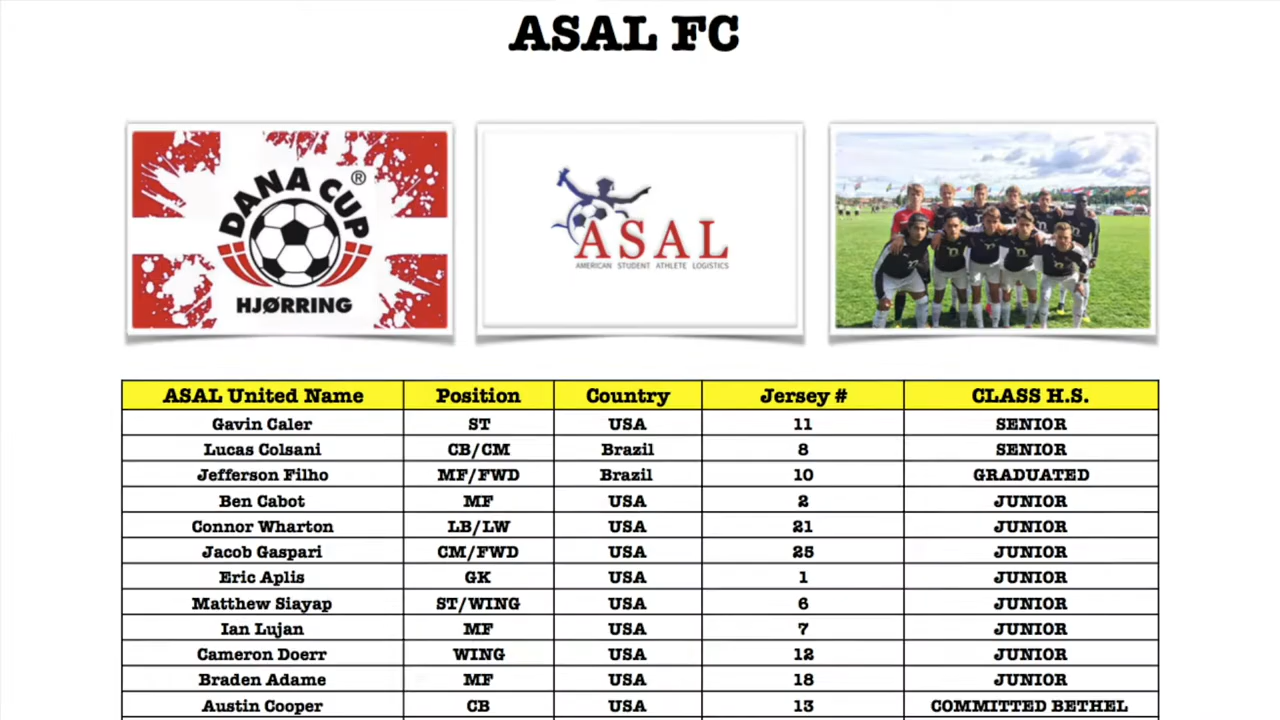 ASAL FC
DANA CUP ®
HJØRRING
ASAL
AMERICAN STUDENT ATHLETE LOGISTICS
ASAL United Name Position Country Jersey # CLASS H.S.
Gavin Caler ST USA 11 SENIOR
Lucas Colsani CB/CM Brazil 8 SENIOR
Jefferson Filho MF/FWD Brazil 10 GRADUATED
Ben Cabot MF USA 2 JUNIOR
Connor Wharton LB/LW USA 21 JUNIOR
Jacob Gaspari CM/FWD USA 25 JUNIOR
Eric Aplis GK USA 1 JUNIOR
Matthew Siayap ST/WING USA 6 JUNIOR
Ian Lujan MF USA 7 JUNIOR
Cameron Doerr WING USA 12 JUNIOR
Braden Adame MF USA 18 JUNIOR
Austin Cooper CB USA 13 COMMITTED BETHEL